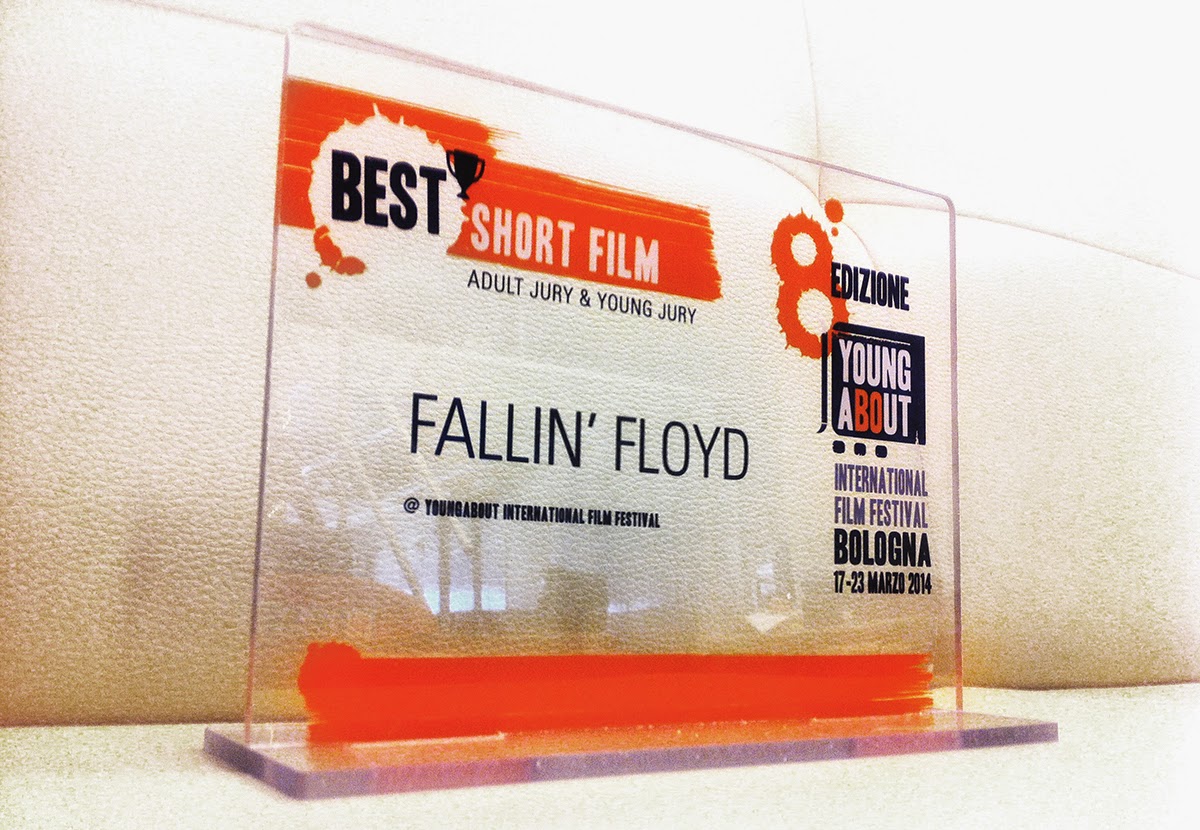 BEST
SHORT FILM
ADULT JURY & YOUNG JURY
FALLIN' FLOYD
@ YOUNGABOUT INTERNATIONAL FILM FESTIVAL
8
EDIZIONE
YOUNG
ABOUT
INTERNATIONAL
FILM FESTIVAL
BOLOGNA
17-23 MARZO 2014